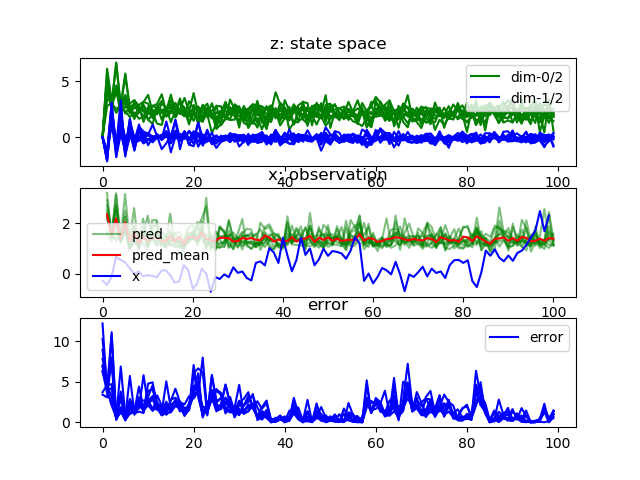 z: state space
5
0
dim-0/2
dim-1/2
0 20 40 60 80 100
x: observation
2
0
pred
pred_mean
x
0 20 40 60 80 100
error
10
5
0
error
0 20 40 60 80 100